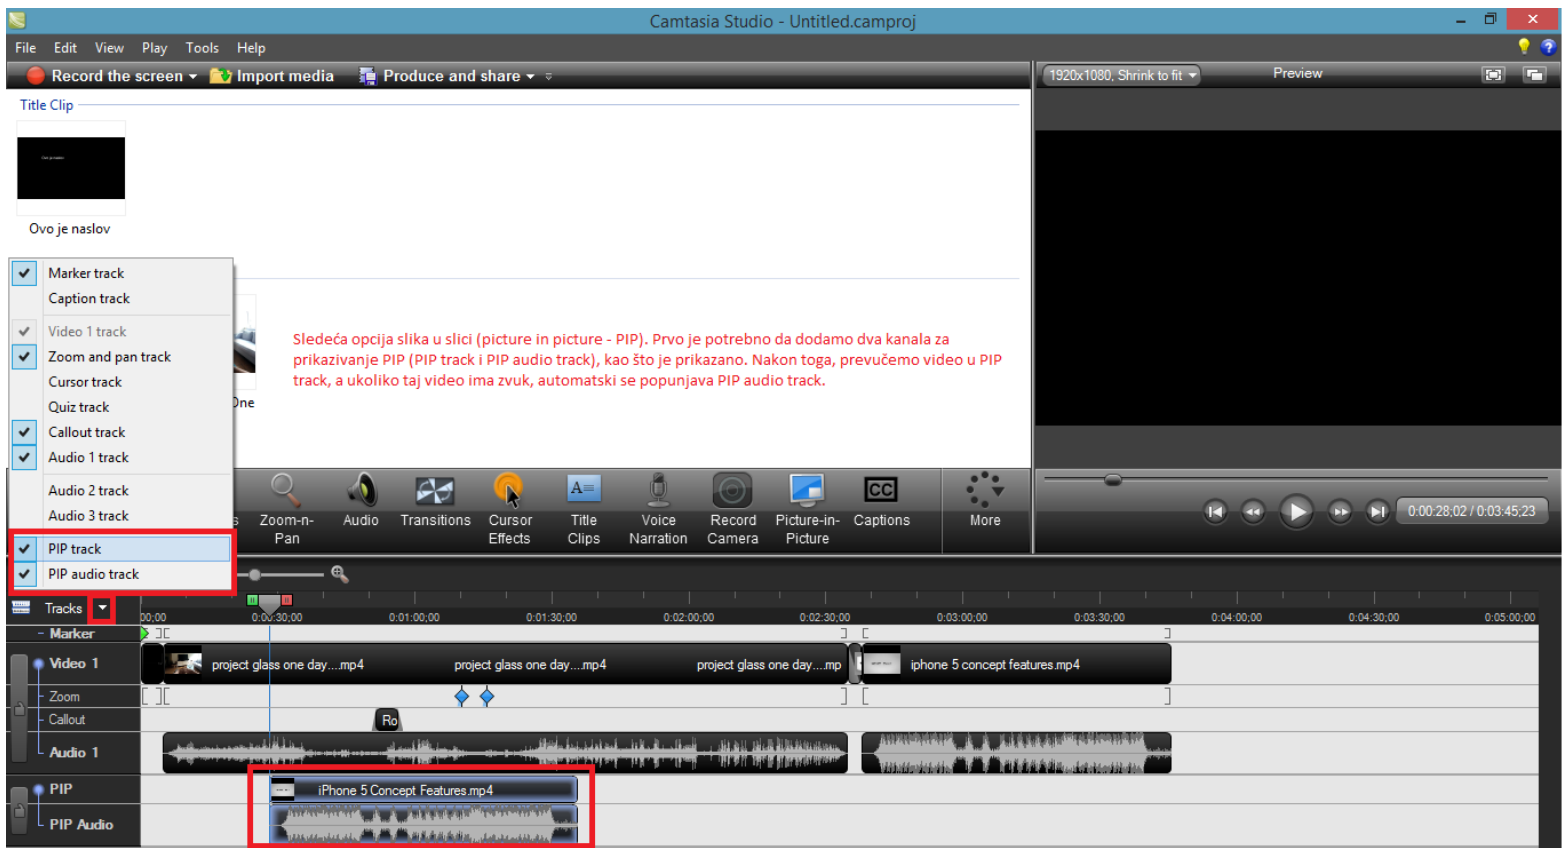 Camtasia Studio - Untitled.camproj
File Edit View Play Tools Help
Record the screen Import media Produce and share
1920x1080, Shrink to fit Preview
Title Clip
Ovo je naslov
Marker track
Caption track
Video 1 track
Zoom and pan track
Cursor track
Quiz track
Callout track
Audio 1 track
Audio 2 track
Audio 3 track
PIP track
PIP audio track
One
Sledeća opcija slika u slici (picture in picture - PIP). Prvo je potrebno da dodamo dva kanala za
prikazivanje PIP (PIP track i PIP audio track), kao što je prikazano. Nakon toga, prevučemo video u PIP
track, a ukoliko taj video ima zvuk, automatski se popunjava PIP audio track.
s Zoom-n- Audio Transitions Cursor Title Voice Record Picture-in- Captions More
Pan Effects Clips Narration Camera Picture
A CC
0:00:28;02 / 0:03:45;23
Tracks
00;00 0:00:30;00 0:01:00;00 0:01:30;00 0:02:00;00 0:02:30;00 0:03:00;00 0:03:30;00 0:04:00;00 0:04:30;00 0:05:00;00
Marker
Video 1 project glass one day....mp4 project glass one day....mp4 project glass one day....mp iphone 5 concept features.mp4
Zoom
Callout Ro
Audio 1
PIP iPhone 5 Concept Features.mp4
PIP Audio